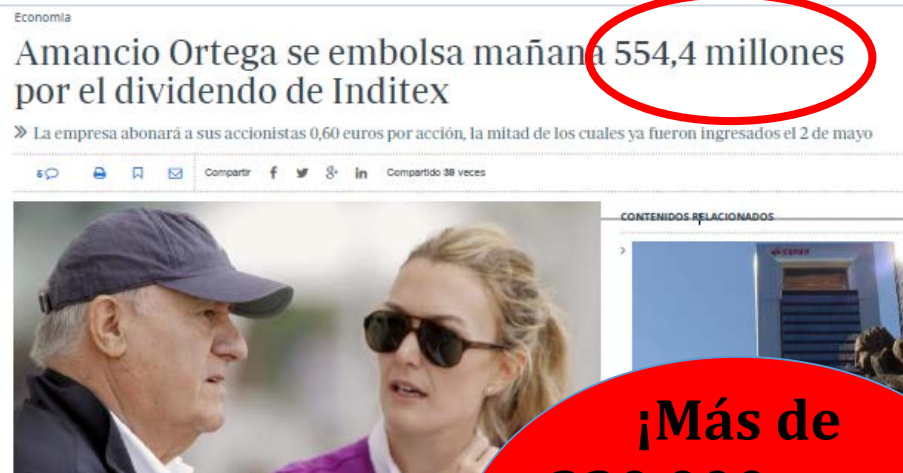 Economía
Amancio Ortega se embolsa mañana 554,4 millones
por el dividendo de Inditex
» La empresa abonará a sus accionistas 0,60 euros por acción, la mitad de los cuales ya fueron ingresados el 2 de mayo
6
Compartir
Compartido 38 veces
CONTENIDOS RELACIONADOS
¡Más de